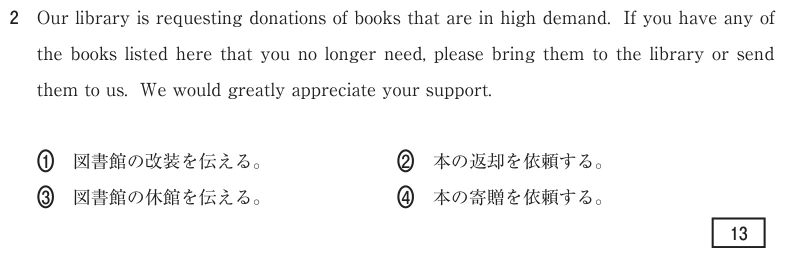 2 Our library is requesting donations of books that are in high demand. If you have any of
the books listed here that you no longer need, please bring them to the library or send
them to us. We would greatly appreciate your support.
① 図書館の改装を伝える。 ② 本の返却を依頼する。
③ 図書館の休館を伝える。 ④ 本の寄贈を依頼する。
13